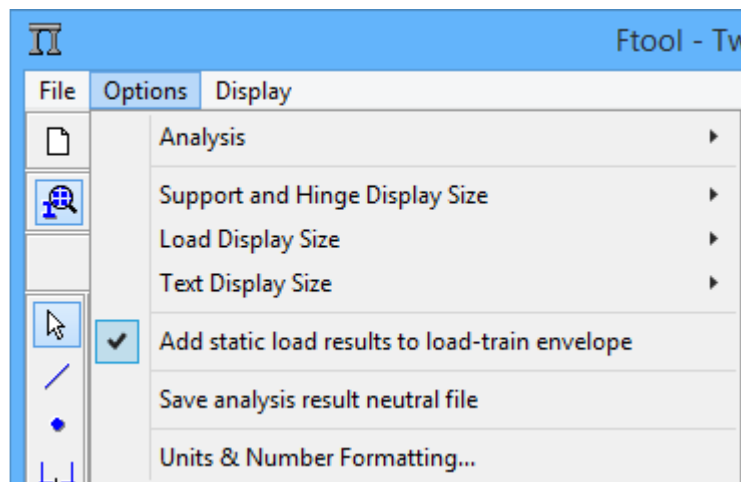 Ftool - Tw
File Options Display
Analysis
Support and Hinge Display Size
Load Display Size
Text Display Size
Add static load results to load-train envelope
Save analysis result neutral file
Units & Number Formatting...